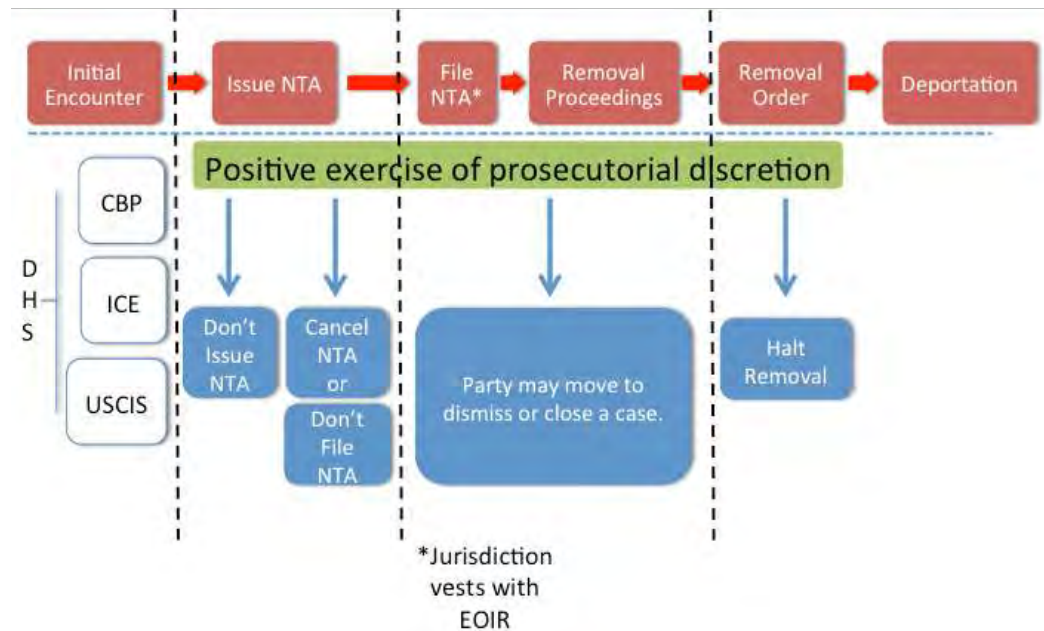 Initial
Encounter
Issue NTA
File
NTA*
Removal
Proceedings
Removal
Order
Deportation
Positive exercise of prosecutorial discretion
D
H
S
CBP
ICE
USCIS
Don't
Issue
NTA
Cancel
NTA
or
Don't
File
NTA
Party may move to
dismiss or close a case.
Halt
Removal
*Jurisdiction
vests with
EOIR